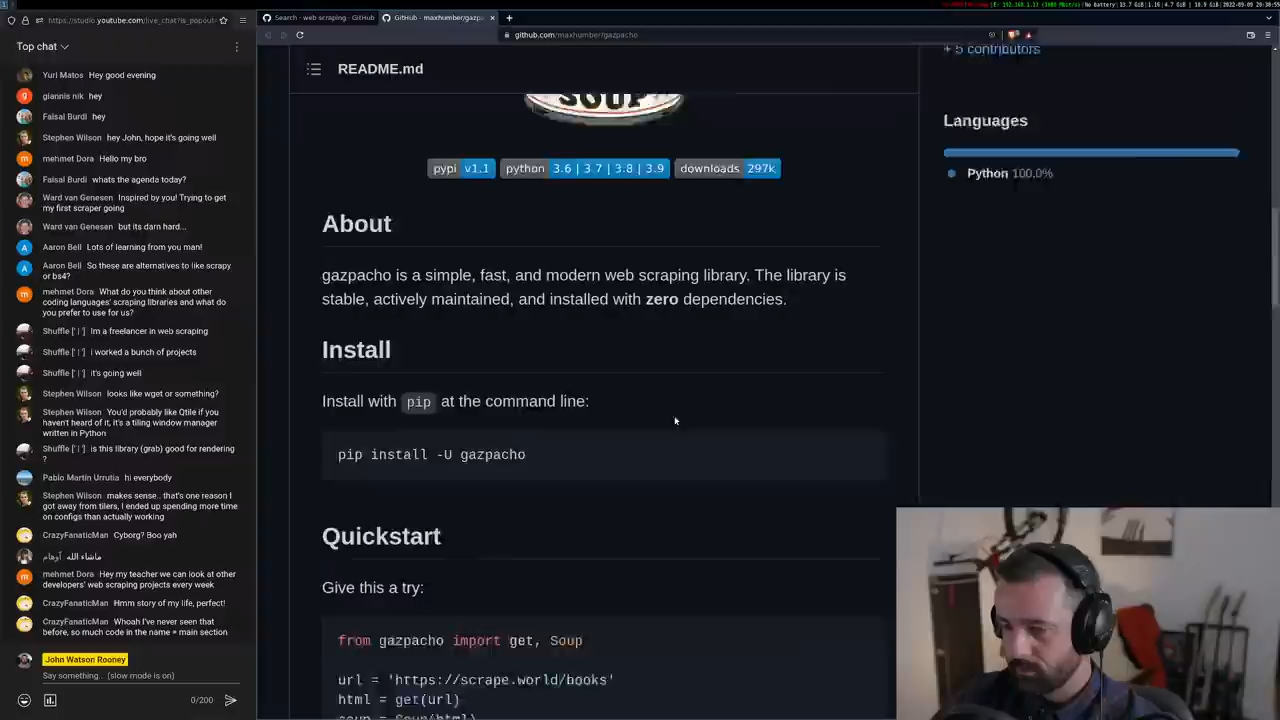 https://studio.youtube.com/live_chat?is_popout=
Top chat
Yuri Matos Hey good evening
giannis nik hey
Faisal Burdi hey
Stephen Wilson hey John, hope it's going well
mehmet Dora Hello my bro
Faisal Burdi whats the agenda today?
Ward van Genesen Inspired by you! Trying to get
my first scraper going
Ward van Genesen but its darn hard...
Aaron Bell Lots of learning from you man!
Aaron Bell So these are alternatives to like scrapy
or bs4?
mehmet Dora What do you think about other
coding languages' scraping libraries and what do
you prefer to use for us?
Shuffle [' | '] Im a freelancer in web scraping
Shuffle [' | '] i worked a bunch of projects
Shuffle [' | '] it's going well
Stephen Wilson looks like wget or something?
Stephen Wilson You'd probably like Qtile if you
haven't heard of it, it's a tiling window manager
written in Python
Shuffle [' | '] is this library (grab) good for rendering
?
Pablo Martín Urrutia hi everybody
Stephen Wilson makes sense.. that's one reason I
got away from tilers, I ended up spending more time
on configs than actually working
CrazyFanaticMan Cyborg? Boo yah
ماشاء الله آوهام
mehmet Dora Hey my teacher we can look at other
developers' web scraping projects every week
CrazyFanaticMan Hmm story of my life, perfect!
CrazyFanaticMan Whoah I've never seen that
before, so much code in the name = main section
John Watson Rooney
Say something... (slow mode is on)
0/200
Search · web scraping · GitHub
GitHub - maxhumber/gazp
github.com/maxhumber/gazpacho
README.md
SOUP
pypi v1.1 python 3.6 | 3.7 | 3.8 | 3.9 downloads 297k
About
gazpacho is a simple, fast, and modern web scraping library. The library is
stable, actively maintained, and installed with zero dependencies.
Install
Install with pip at the command line:
pip install -U gazpacho
Quickstart
Give this a try:
from gazpacho import get, Soup
url = 'https://scrape.world/books'
html = get(url)
soup = Soup(html)
+ 5 contributors
Languages
Python 100.0%